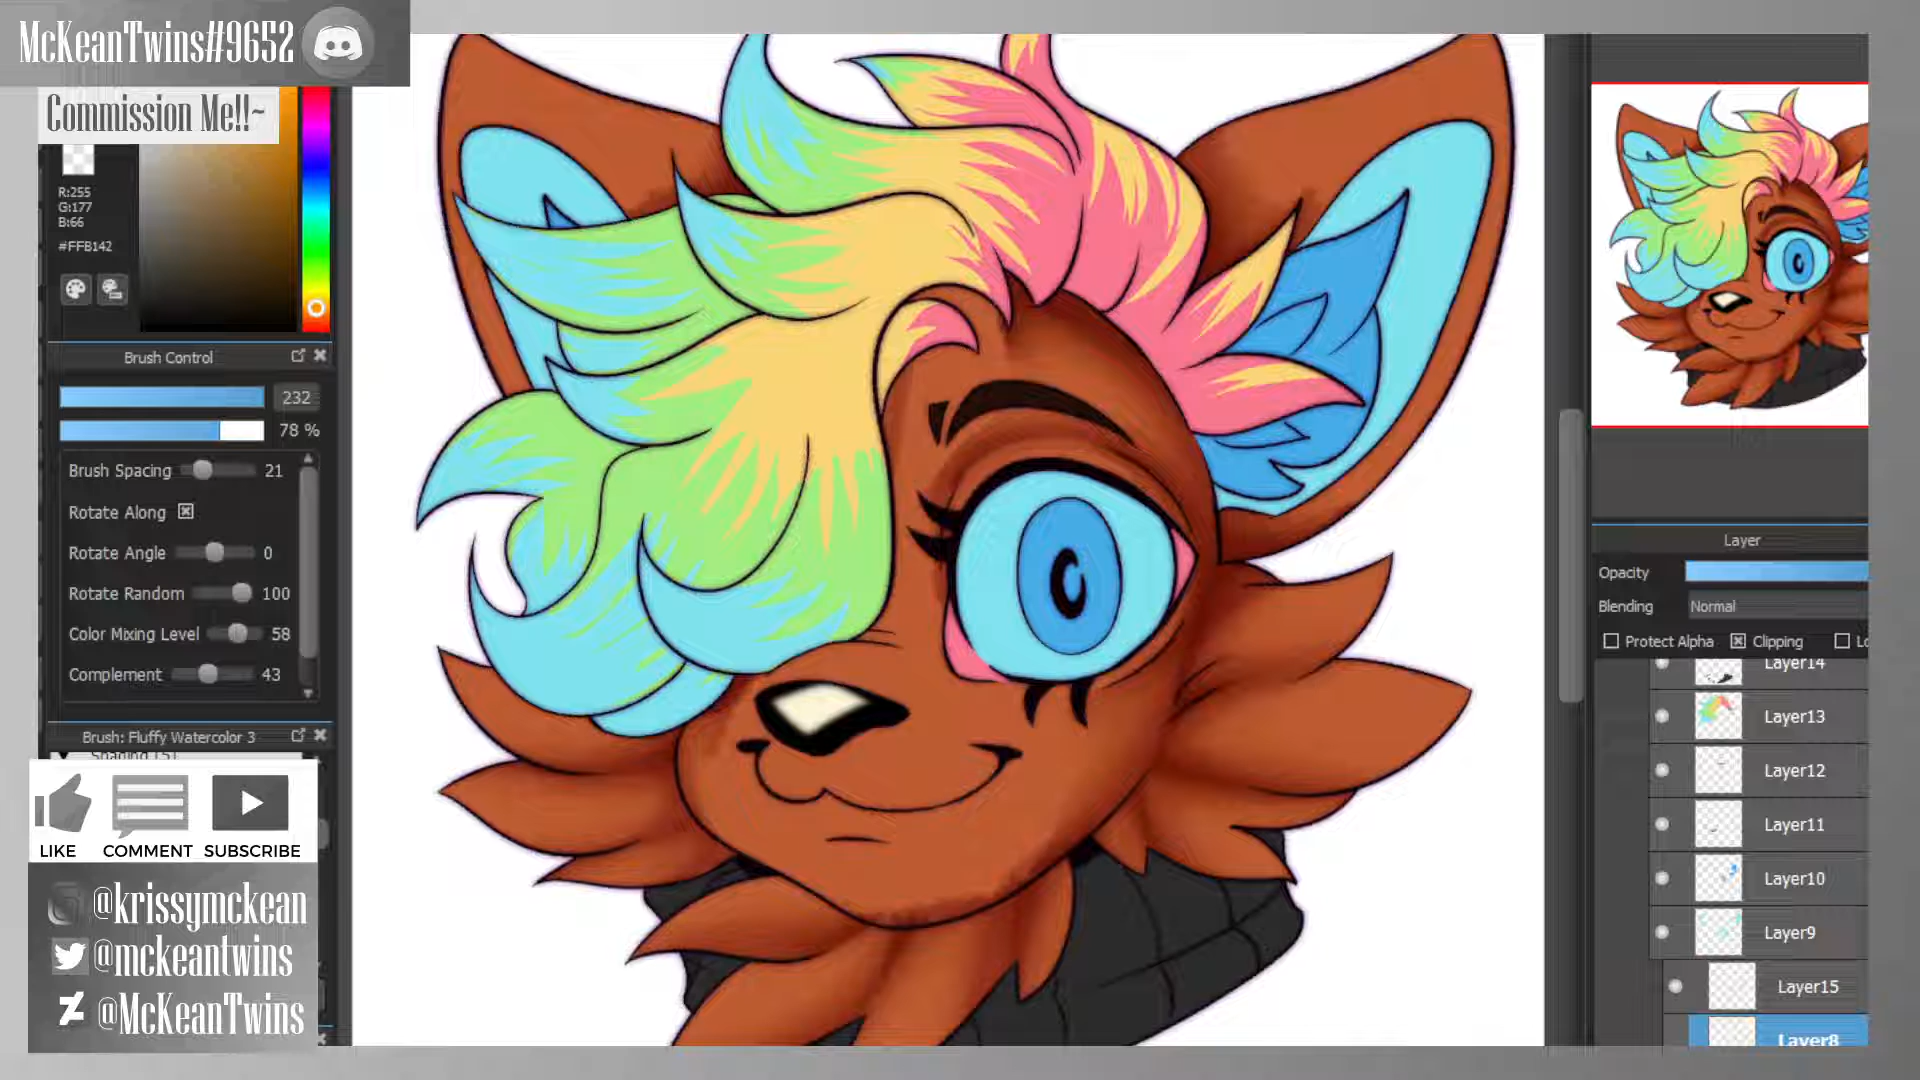 McKeanTwins#9652
Commission Me!!~
R:255
G:177
B:66
#FFB142
Brush Control
232
78 %
Brush Spacing 21
Rotate Along
Rotate Angle 0
Rotate Random 100
Color Mixing Level 58
Complement 43
Brush: Fluffy Watercolor 3
LIKE COMMENT SUBSCRIBE
@krissymckean
@mckeantwins
@McKeanTwins
Layer
Opacity
Blending Normal
Protect Alpha Clipping
Layer14
Layer13
Layer12
Layer11
Layer10
Layer9
Layer15
Layer8